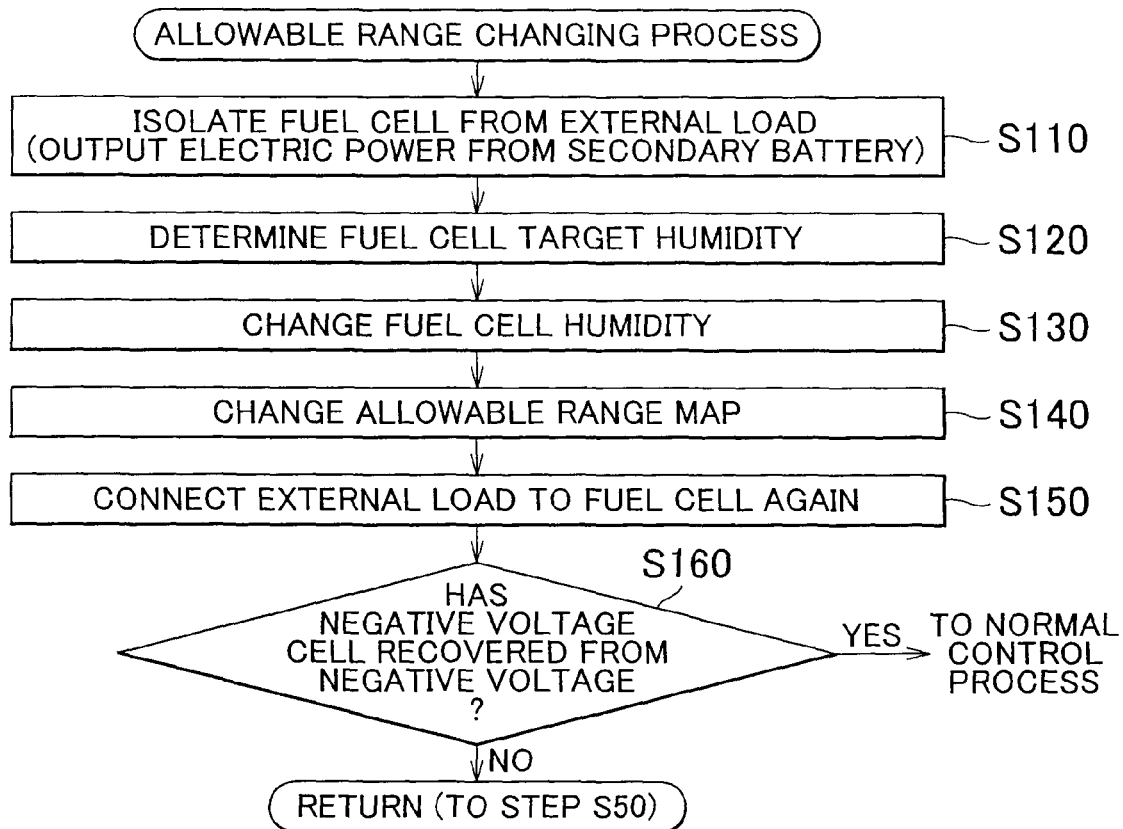 ALLOWABLE RANGE CHANGING PROCESS
ISOLATE FUEL CELL FROM EXTERNAL LOAD
(OUTPUT ELECTRIC POWER FROM SECONDARY BATTERY)
S110
DETERMINE FUEL CELL TARGET HUMIDITY
S120
CHANGE FUEL CELL HUMIDITY
S130
CHANGE ALLOWABLE RANGE MAP
S140
CONNECT EXTERNAL LOAD TO FUEL CELL AGAIN
S150
S160
HAS
NEGATIVE VOLTAGE
CELL RECOVERED FROM
NEGATIVE VOLTAGE
?
YES
TO NORMAL
CONTROL
PROCESS
NO
RETURN (TO STEP S50)